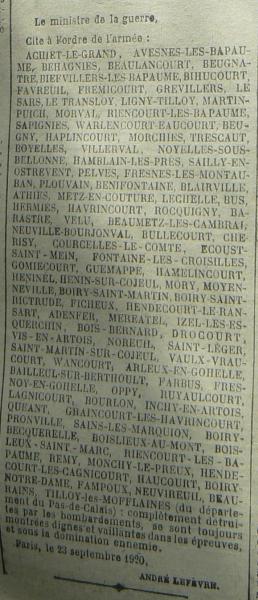 Le ministre de la guerre,
Cite à l'ordre de l'armée :
ACHIET-LE-GRAND, AVESNES-LES-BAPAU-
ME, BEHAGNIES, BEAULANCOURT, BEUGNA-
TRE, BIEFVILLERS-LES-BAPAUME, BIHUCOURT,
FAVREUIL, FREMICOURT, GREVILLERS, LE
SARS, LE TRANSLOY, LIGNY-TILLOY, MARTIN-
PUICH, MORVAL, RIENCOURT-LES-BAPAUME,
SAPIGNIES, WARLENCOURT-EAUCOURT, BEU-
GNY, HAPLINCOURT, MORCHIES, TRESCAUT,
BOYELLES, VILLERVAL, NOYELLES-SOUS-
BELLONNE, HAMBLAIN-LES-PRES, SAILLY-EN-
OSTREVENT, PELVES, FRESNES-LES-MONTAU-
BAN, PLOUVAIN, BENIFONTAINE, BLAIRVILLE,
ATHIES, METZ-EN-COUTURE, LECHELLE, BUS,
HERMIES, HAVRINCOURT, ROCQUIGNY, BA-
RASTRE, VELU, BEAUMETZ-LES-CAMBRAI,
NEUVILLE-BOURJONVAL, BULLECOURT, CHE-
RISY, COURCELLES-LE-COMTE, ECOUST-
SAINT-MEIN, FONTAINE-LES-CROISILLES,
GOMIECOURT, GUEMAPPE, HAMELINCOURT,
HENINEL, HENIN-SUR-COJEUL, MORY, MOYEN-
NEVILLE, BOIRY-SAINT-MARTIN, BOIRY-SAINT-
RICTRUDE, FICHEUX, HENDECOURT-LE-RAN-
SART, ADENFER, MERCATEL, IZEL-LES-ES-
QUERCHIN, BOIS-BERNARD, DROCOURT,
VIS-EN-ARTOIS, NOREUIL, SAINT-LÉGER,
SAINT-MARTIN-SUR-COJEUL, VAULX-VRAU-
COURT, WANCOURT, ARLEUX-EN-GOHELLE,
BAILLEUL-SIR-BERTHOULT, FARBUS, FRES-
NOY-EN-GOHELLE, OPPY, RUYAULCOURT,
LAGNICOURT, BOURLON, INCHY-EN-ARTOIS,
QUEANT, GRAINCOURT-LES-HAVRINCOURT,
PRONVILLE, SAINS-LES-MARQUION, BOIRY-
BECQUERELLE, BOISLIEUX-AU-MONT, BOIS-
LEUX-SAINT-MARC, RIENCOURT-LES-BA-
PAUME, REMY, MONCHY-LE-PREUX, HENDE-
COURT-LES-CAGNICOURT, HAUCOURT, BOIRY-
NOTRE-DAME, FAMPOUX, NEUVIREUIL, BEAU-
RAINS, TILLOY-les-MOFFLAINES (du départe-
ment du Pas-de-Calais) : complètement détrui-
tes par les bombardements, se sont toujours
montrées dignes et vaillantes dans les épreuves,
et sous la domination ennemie.
Paris, le 23 septembre 1920.
ANDRÉ LEFÈVRE.